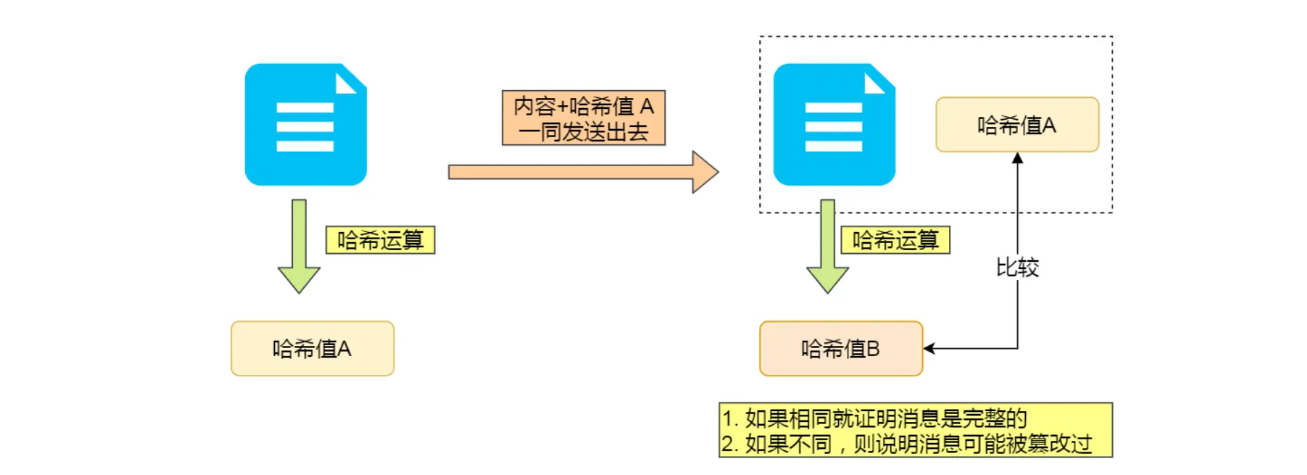 内容+哈希值 A
一同发送出去
哈希值A
哈希运算
哈希运算
比较
哈希值A
哈希值B
1. 如果相同就证明消息是完整的
2. 如果不同，则说明消息可能被篡改过